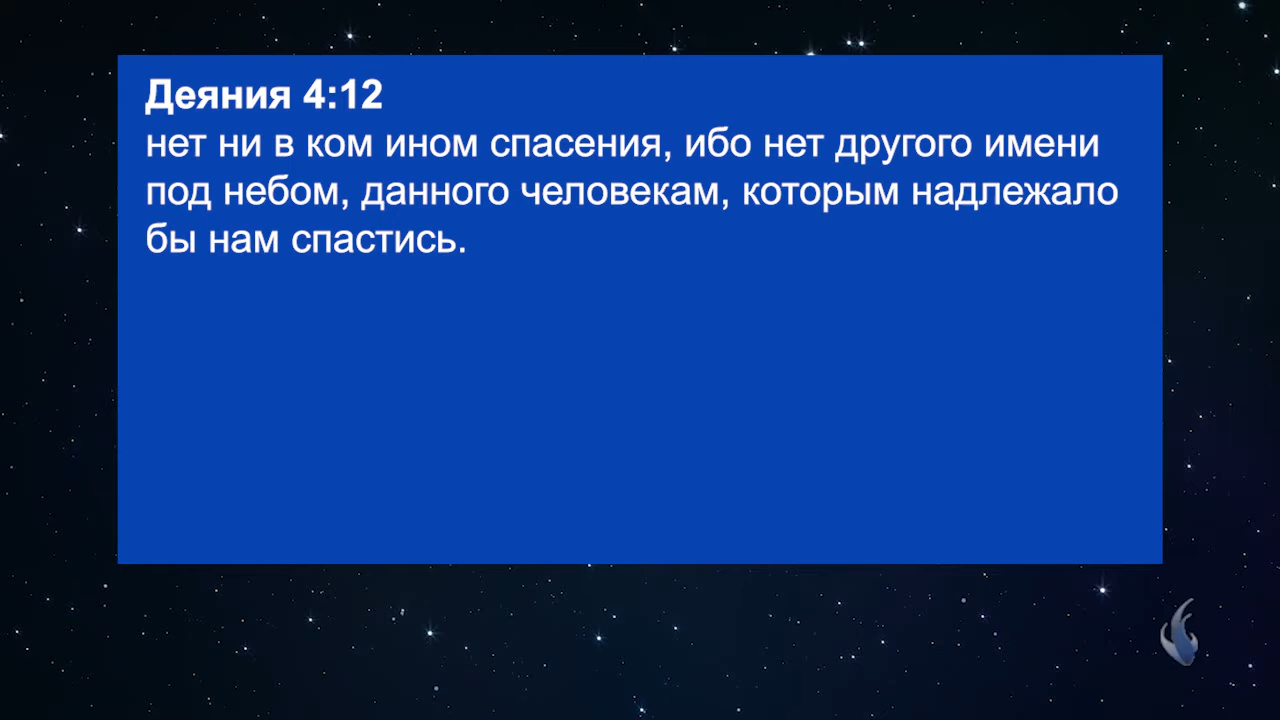 Деяния 4:12
нет ни в ком ином спасения, ибо нет другого имени
под небом, данного человекам, которым надлежало
бы нам спастись.